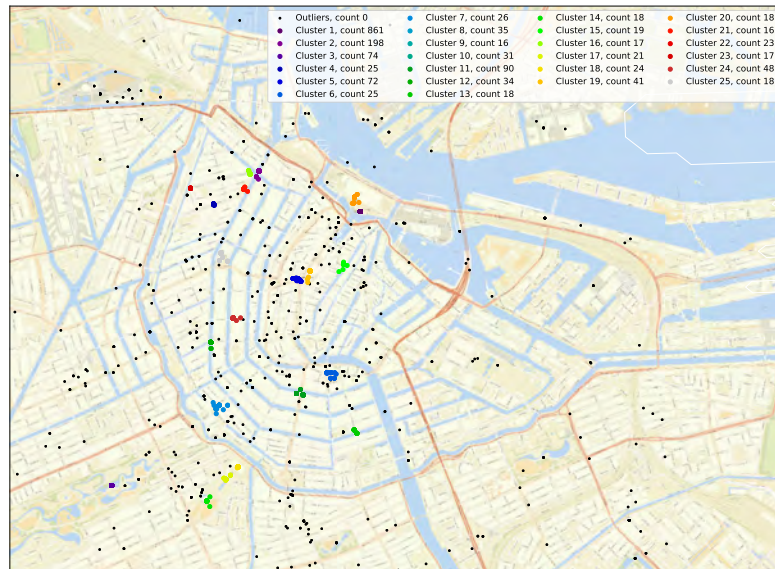 Outliers, count 0
Cluster 1, count 861
Cluster 2, count 198
Cluster 3, count 74
Cluster 4, count 25
Cluster 5, count 72
Cluster 6, count 25
Cluster 7, count 26
Cluster 8, count 35
Cluster 9, count 16
Cluster 10, count 31
Cluster 11, count 90
Cluster 12, count 34
Cluster 13, count 18
Cluster 14, count 18
Cluster 15, count 19
Cluster 16, count 17
Cluster 17, count 21
Cluster 18, count 24
Cluster 19, count 41
Cluster 20, count 18
Cluster 21, count 16
Cluster 22, count 23
Cluster 23, count 17
Cluster 24, count 48
Cluster 25, count 18